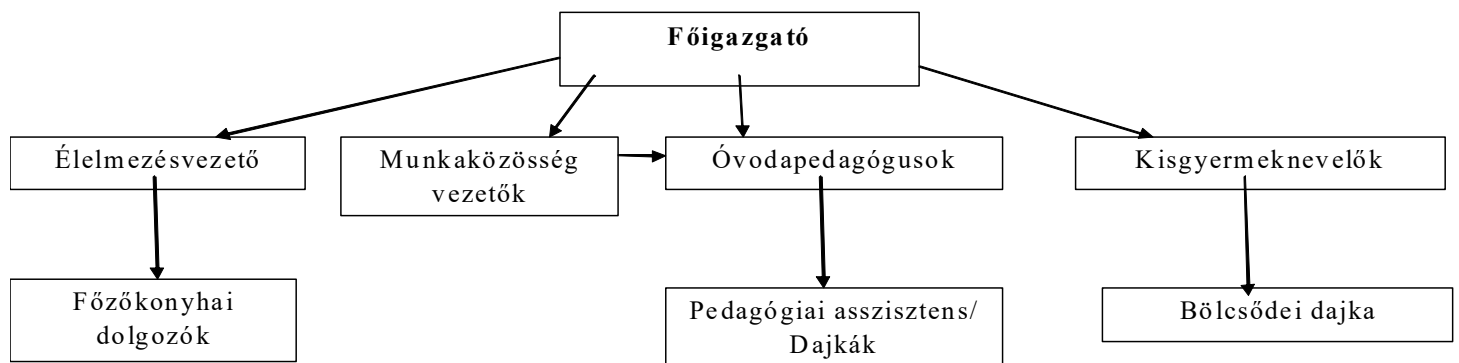 Főigazgató
Élelmezésvezető
Munkaközösség
vezetők
Óvodapedagógusok
Kisgyermeknevelők
Főzőkonyhai
dolgozók
Pedagógiai asszisztens/
Dajkák
Bölcsődei dajka